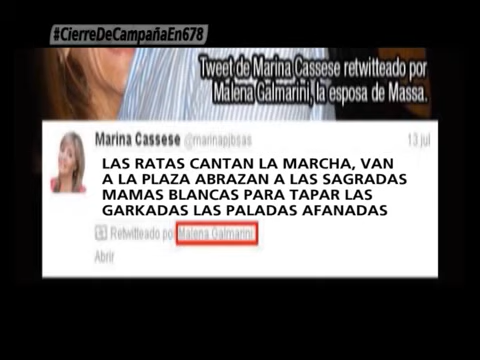 #CierreDeCampañaEn678
Tweet de Marina Cassese retwitteado por
Malena Galmarini, la esposa de Massa.
Marina Cassese @marinapjbsas
13 jul
LAS RATAS CANTAN LA MARCHA, VAN
A LA PLAZA ABRAZAN A LAS SAGRADAS
MAMAS BLANCAS PARA TAPAR LAS
GARKADAS LAS PALADAS AFANADAS
Retwitteado por Malena Galmarini
Abrir